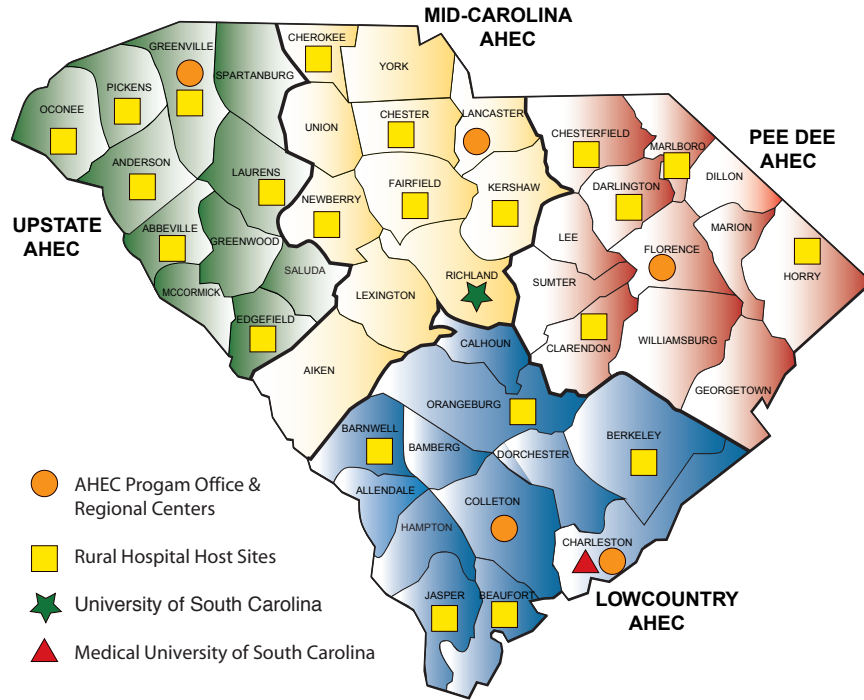 MID-CAROLINA
AHEC
GREENVILLE
CHEROKEE
YORK
SPARTANBURG
PICKENS
OCONEE
UNION
CHESTER
LANCASTER
CHESTERFIELD
MARLBORO
PEE DEE
AHEC
ANDERSON
LAURENS
NEWBERRY
FAIRFIELD
KERSHAW
DARLINGTON
DILLON
UPSTATE
AHEC
ABBEVILLE
GREENWOOD
SALUDA
MCCORMICK
RICHLAND
LEXINGTON
LEE
SUMTER
FLORENCE
MARION
HORRY
EDGEFIELD
AIKEN
CALHOUN
CLARENDON
WILLIAMSBURG
GEORGETOWN
ORANGEBURG
BARNWELL
BAMBERG
DORCHESTER
BERKELEY
ALLENDALE
COLLETON
HAMPTON
CHARLESTON
JASPER
BEAUFORT
LOWCOUNTRY
AHEC
AHEC Progam Office &
Regional Centers
Rural Hospital Host Sites
University of South Carolina
Medical University of South Carolina